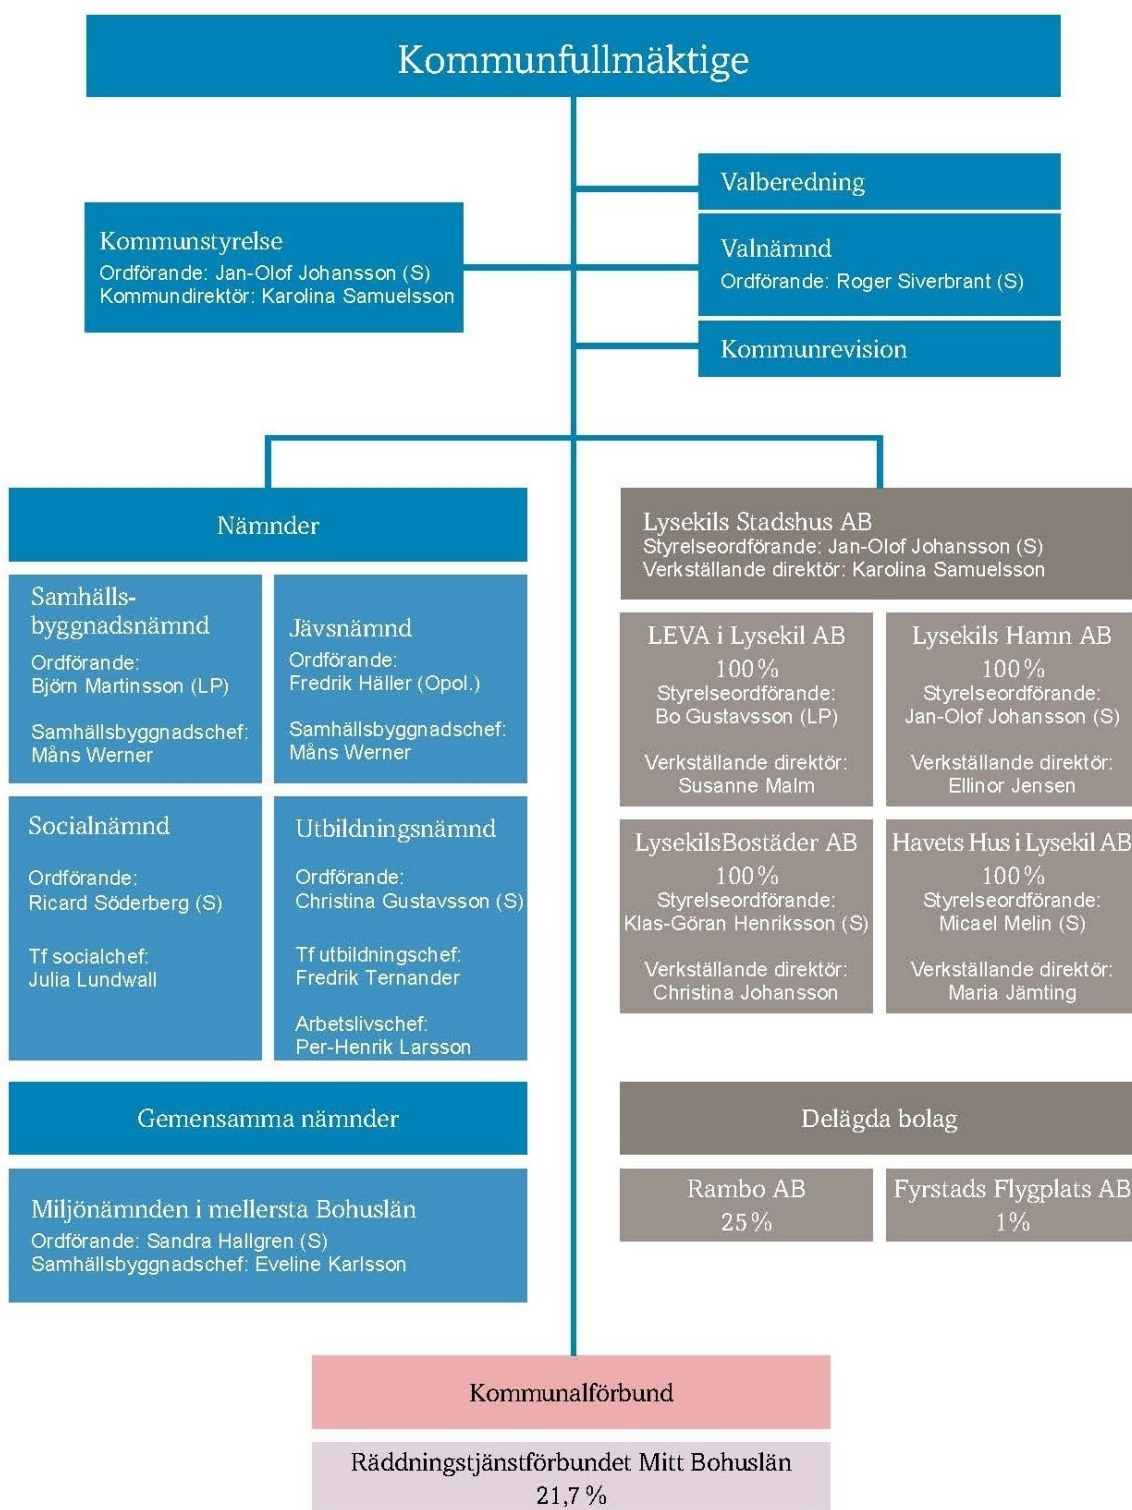 Kommunfullmäktige
Kommunstyrelse
Ordförande: Jan-Olof Johansson (S)
Kommundirektör: Karolina Samuelsson
Valberedning
Valnämnd
Ordförande: Roger Siverbrant (S)
Kommunrevision
Nämnder
Samhälls-
byggnadsnämnd
Ordförande:
Björn Martinsson (LP)
Samhällsbyggnadschef:
Måns Werner
Jävsnämnd
Ordförande:
Fredrik Häller (Opol.)
Samhällsbyggnadschef:
Måns Werner
Socialnämnd
Ordförande:
Ricard Söderberg (S)
Tf socialchef:
Julia Lundwall
Utbildningsnämnd
Ordförande:
Christina Gustavsson (S)
Tf utbildningschef:
Fredrik Ternander
Arbetslivschef:
Per-Henrik Larsson
Gemensamma nämnder
Miljönämnden i mellersta Bohuslän
Ordförande: Sandra Hallgren (S)
Samhällsbyggnadschef: Eveline Karlsson
Lysekils Stadshus AB
Styrelseordförande: Jan-Olof Johansson (S)
Verkställande direktör: Karolina Samuelsson
LEVA i Lysekil AB
100 %
Styrelseordförande:
Bo Gustavsson (LP)
Verkställande direktör:
Susanne Malm
Lysekils Hamn AB
100 %
Styrelseordförande:
Jan-Olof Johansson (S)
Verkställande direktör:
Ellinor Jensen
LysekilsBostäder AB
100 %
Styrelseordförande:
Klas-Göran Henriksson (S)
Verkställande direktör:
Christina Johansson
Havets Hus i Lysekil AB
100 %
Styrelseordförande:
Micael Melin (S)
Verkställande direktör:
Maria Jämting
Delägda bolag
Rambo AB
25 %
Fyrstads Flygplats AB
1%
Kommunalförbund
Räddningstjänstförbundet Mitt Bohuslän
21,7 %